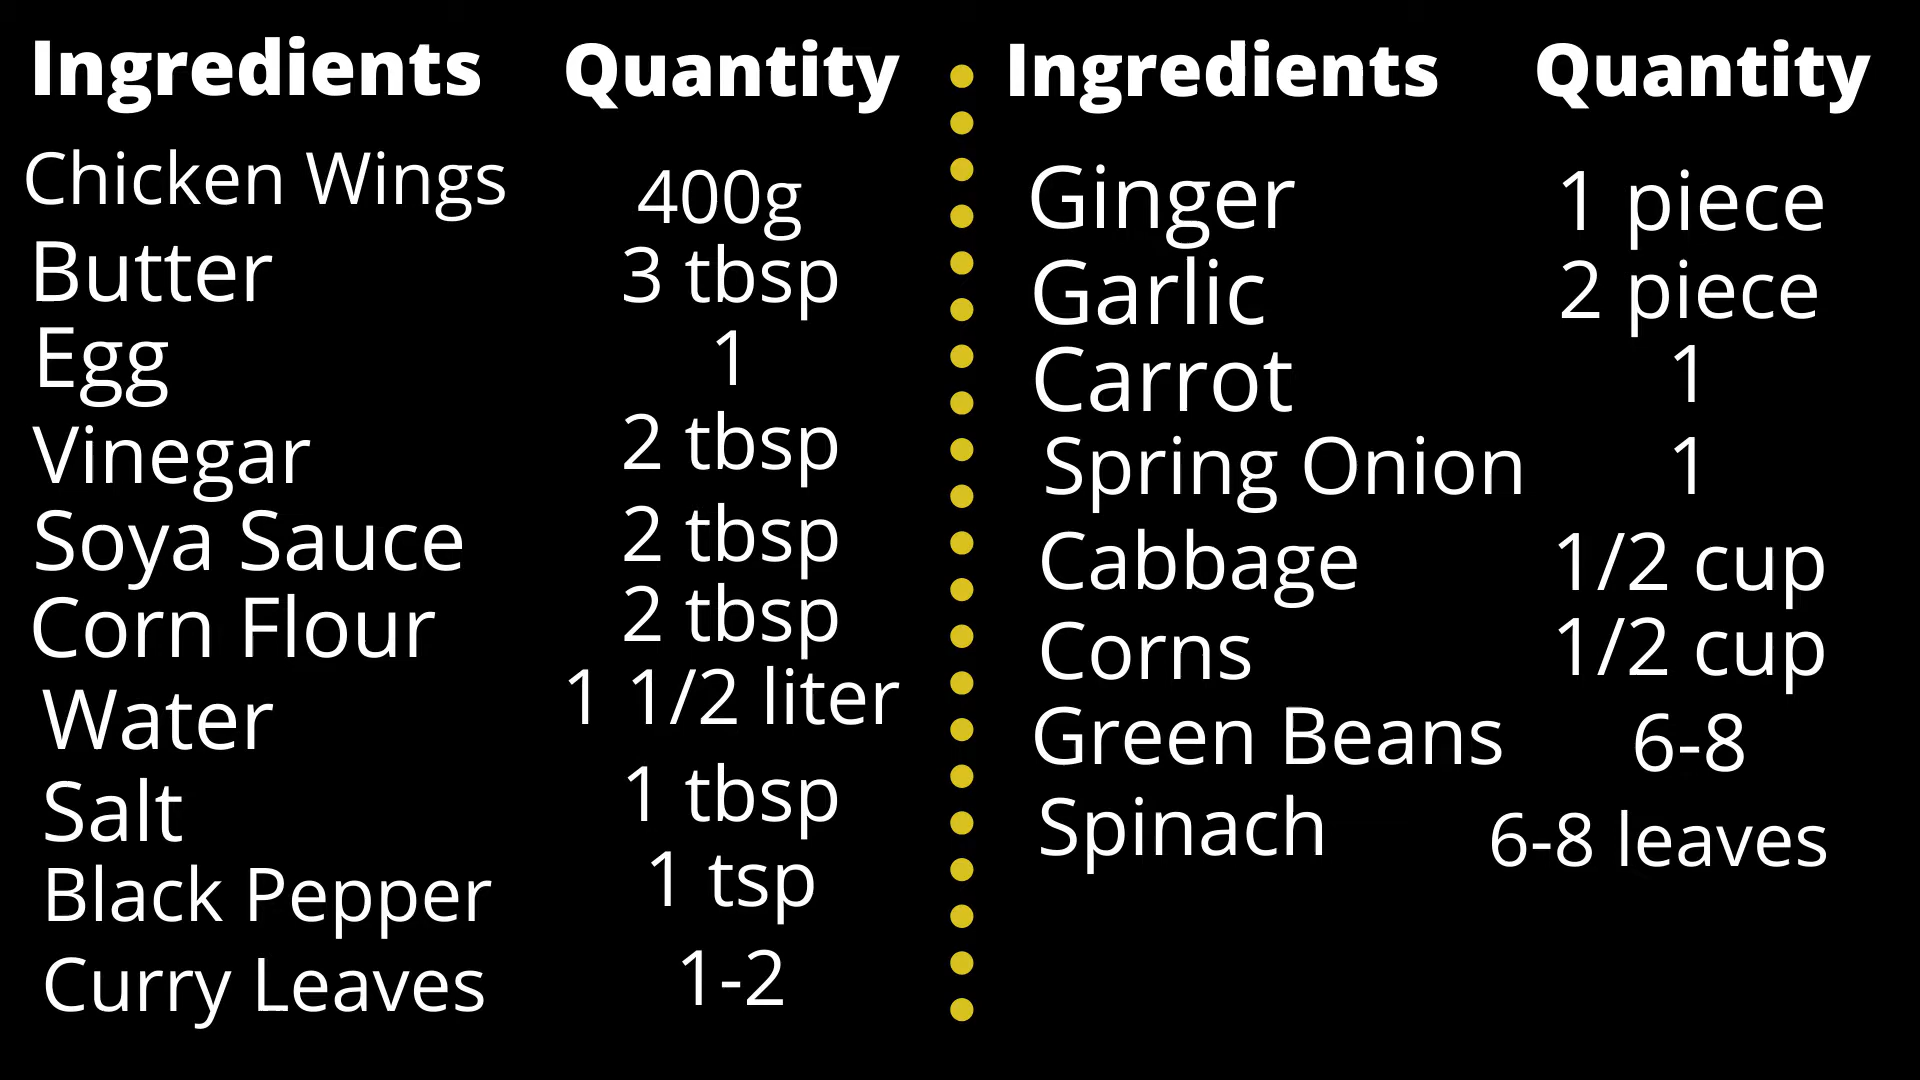 Ingredients Quantity
Chicken Wings 400g
Butter 3 tbsp
Egg 1
Vinegar 2 tbsp
Soya Sauce 2 tbsp
Corn Flour 2 tbsp
Water 1 1/2 liter
Salt 1 tbsp
Black Pepper 1 tsp
Curry Leaves 1-2
Ingredients Quantity
Ginger 1 piece
Garlic 2 piece
Carrot 1
Spring Onion 1
Cabbage 1/2 cup
Corns 1/2 cup
Green Beans 6-8
Spinach 6-8 leaves